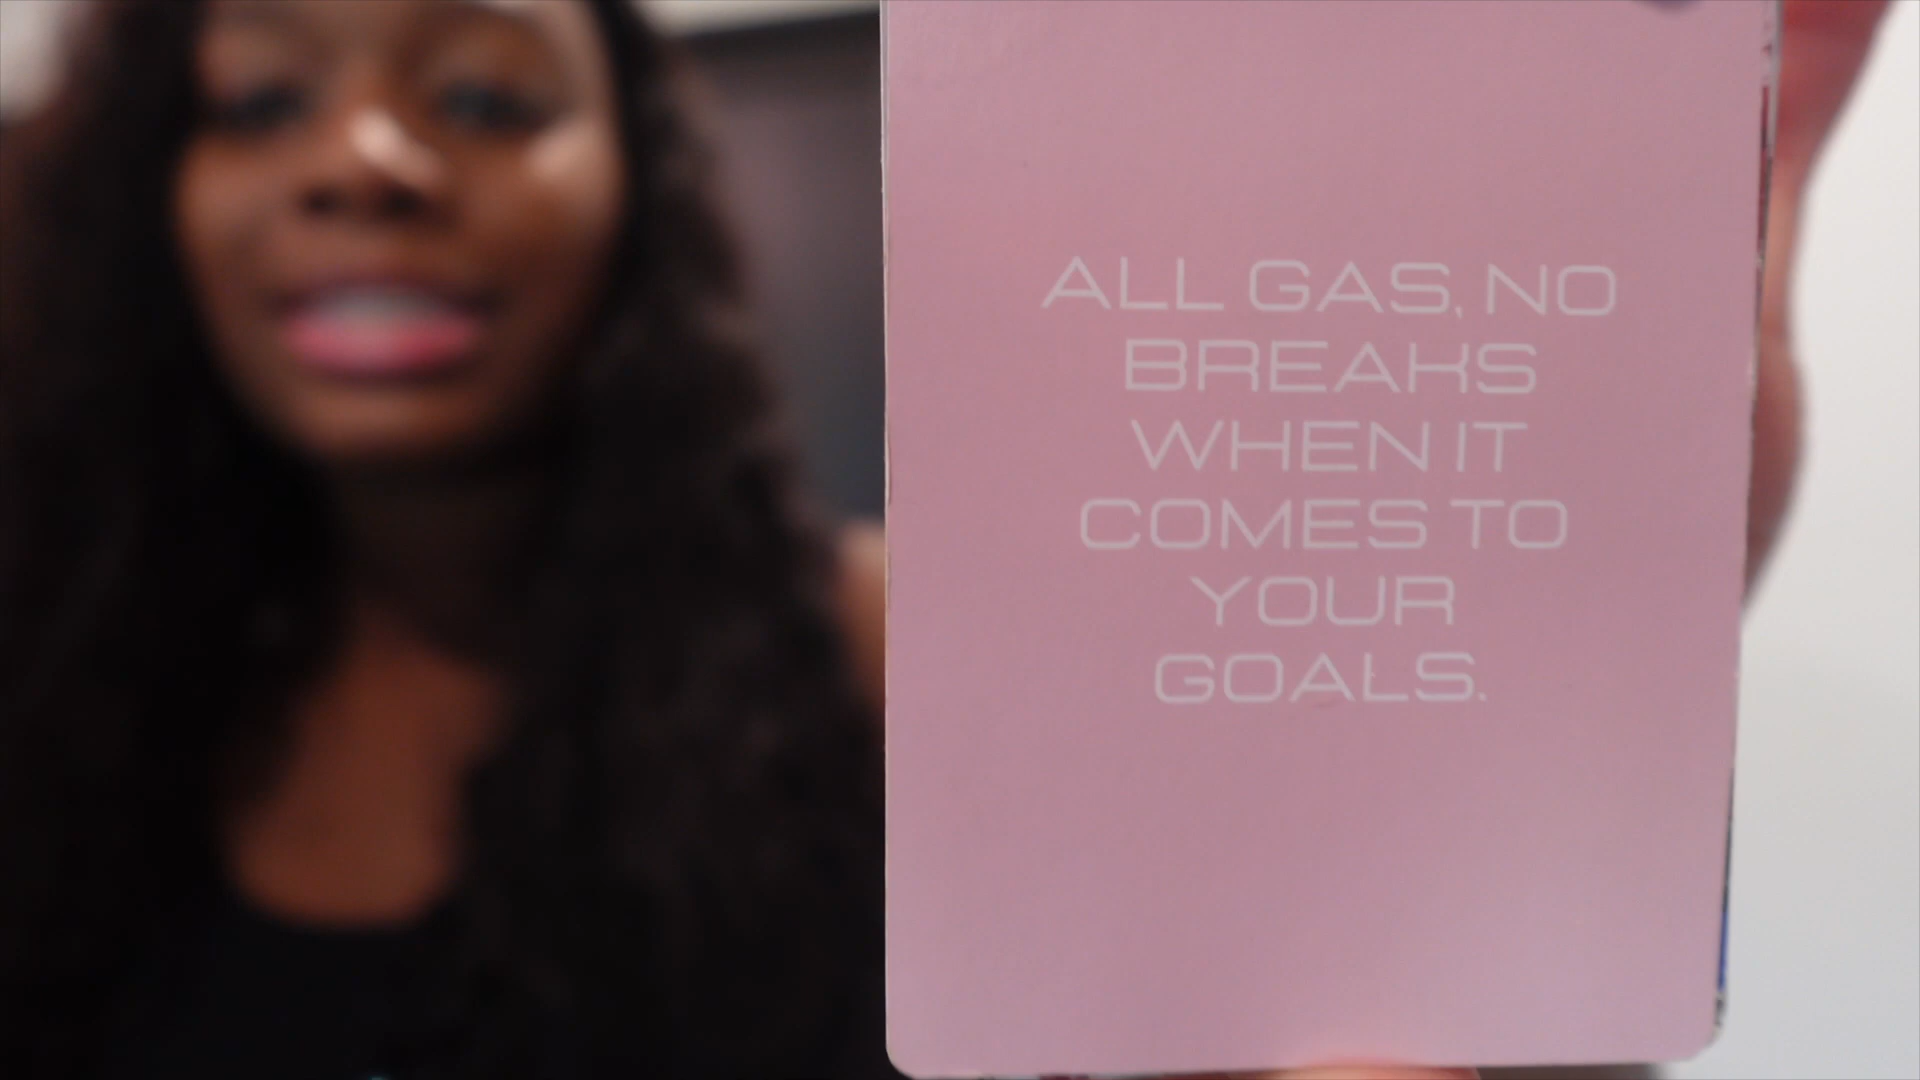 ALL GAS, NO
BREAKS
WHEN IT
COMES TO
YOUR
GOALS.